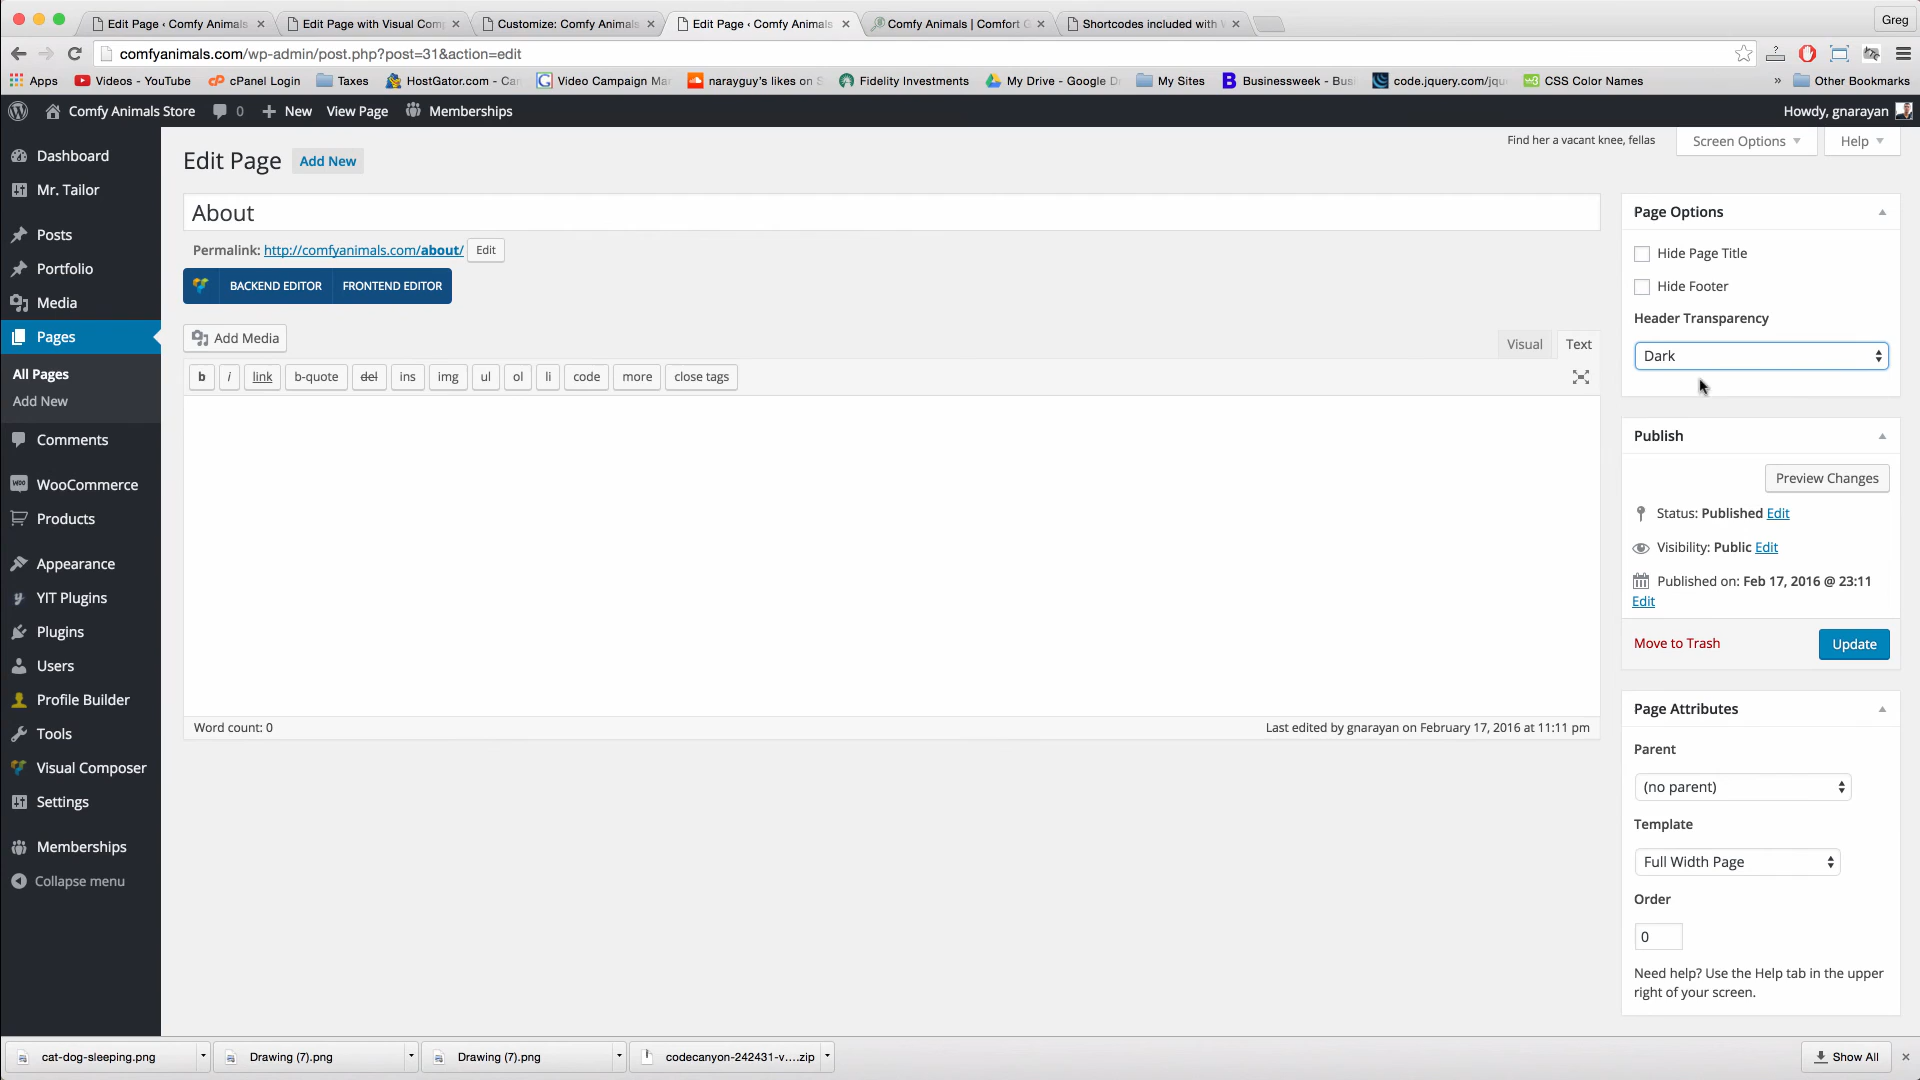 Edit Page ‹ Comfy Animals
Edit Page with Visual Comp
Customize: Comfy Animals
Edit Page ‹ Comfy Animals
Comfy Animals | Comfort G
Shortcodes included with
Greg
comfyanimals.com/wp-admin/post.php?post=31&action=edit
Apps
Videos - YouTube
cPanel Login
Taxes
HostGator.com - Can
Video Campaign Mar
narayguy's likes on S
Fidelity Investments
My Drive - Google D
My Sites
Businessweek - Bus
code.jquery.com/jqu
CSS Color Names
»
Other Bookmarks
Comfy Animals Store
0
New
View Page
Memberships
Howdy, gnarayan
Dashboard
Mr. Tailor
Posts
Portfolio
Media
Pages
All Pages
Add New
Comments
WooCommerce
Products
Appearance
YIT Plugins
Plugins
Users
Profile Builder
Tools
Visual Composer
Settings
Memberships
Collapse menu
Edit Page
Add New
Find her a vacant knee, fellas
Screen Options
Help
About
Permalink: http://comfyanimals.com/about/
Edit
BACKEND EDITOR
FRONTEND EDITOR
Add Media
Visual
Text
b
i
link
b-quote
del
ins
img
ul
ol
li
code
more
close tags
Word count: 0
Last edited by gnarayan on February 17, 2016 at 11:11 pm
Page Options
Hide Page Title
Hide Footer
Header Transparency
Dark
Publish
Preview Changes
Status: Published Edit
Visibility: Public Edit
Published on: Feb 17, 2016 @ 23:11
Edit
Move to Trash
Update
Page Attributes
Parent
(no parent)
Template
Full Width Page
Order
0
Need help? Use the Help tab in the upper
right of your screen.
cat-dog-sleeping.png
Drawing (7).png
Drawing (7).png
codecanyon-242431-v....zip
Show All